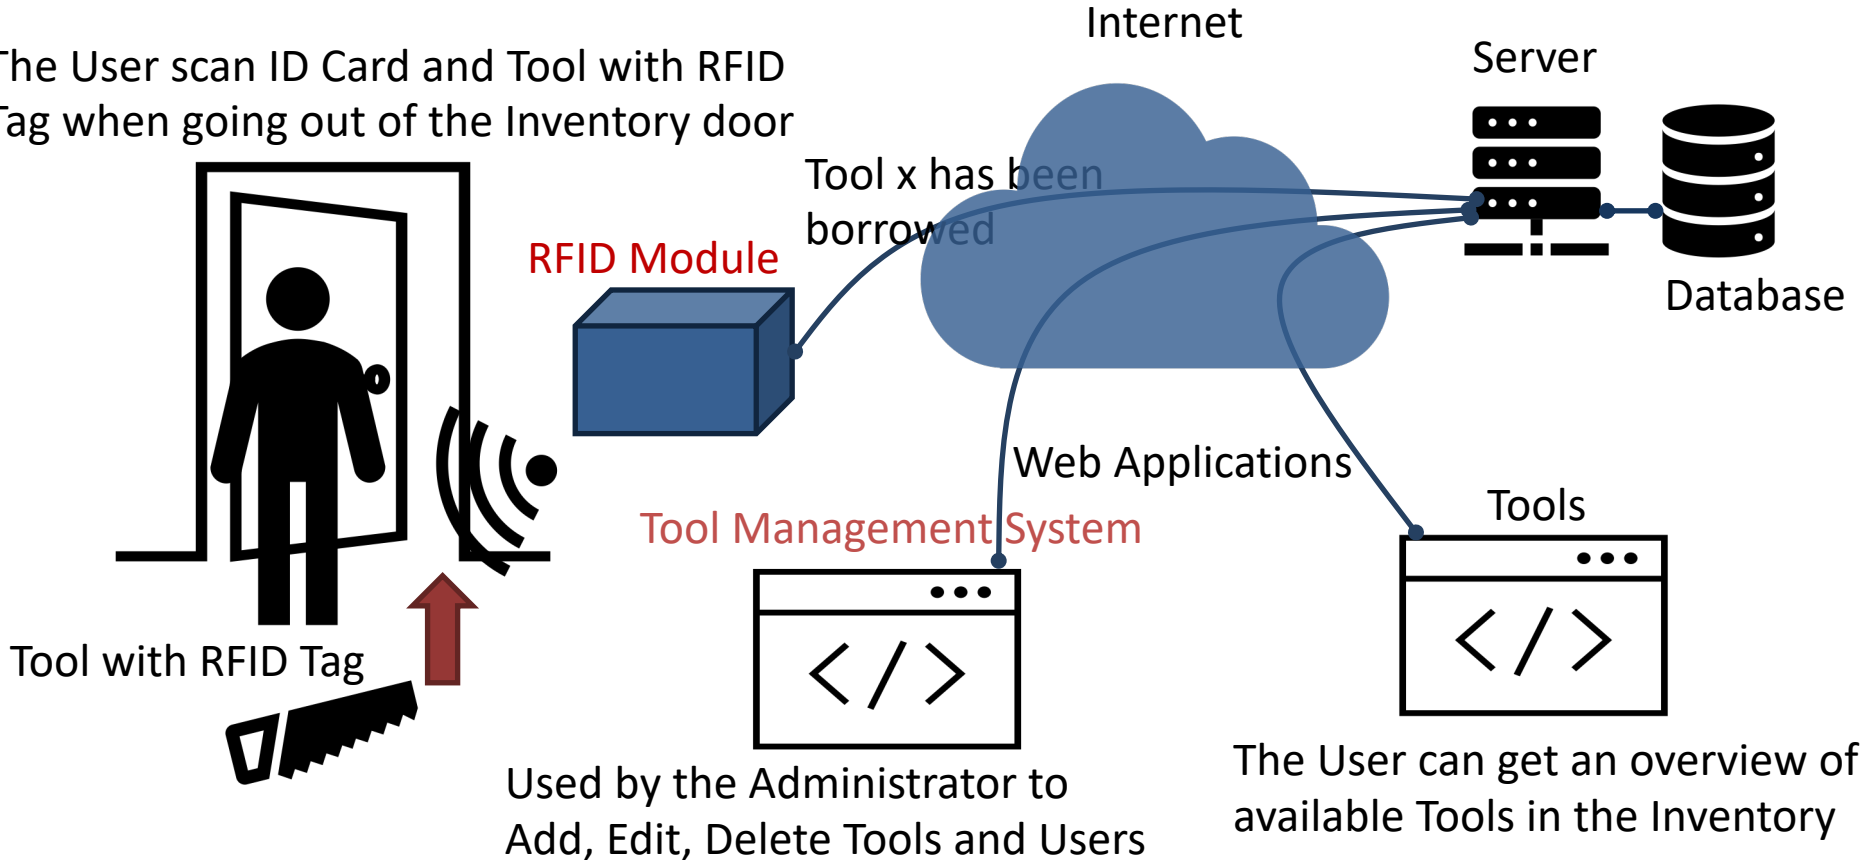 Internet
Server
The User scan ID Card and Tool with RFID
Tag when going out of the Inventory door
Tool x has been
borrowed
RFID Module
Database
Web Applications
Tools
Tool Management System
Tool with RFID Tag
</>
</>
Used by the Administrator to
Add, Edit, Delete Tools and Users
The User can get an overview of
available Tools in the Inventory